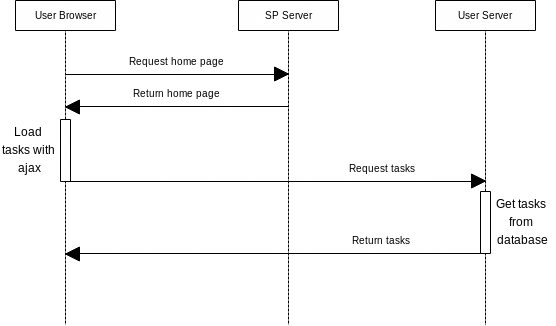 User Browser
SP Server
User Server
Request home page
Return home page
Load
tasks with
ajax
Request tasks
Get tasks
from
database
Return tasks